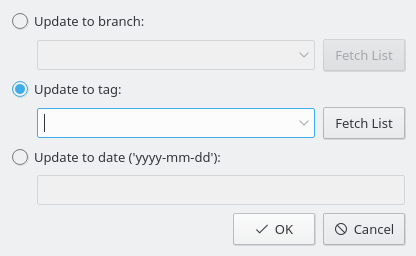 Update to branch:
Fetch List
Update to tag:
Fetch List
Update to date ('yyyy-mm-dd'):
OK
Cancel